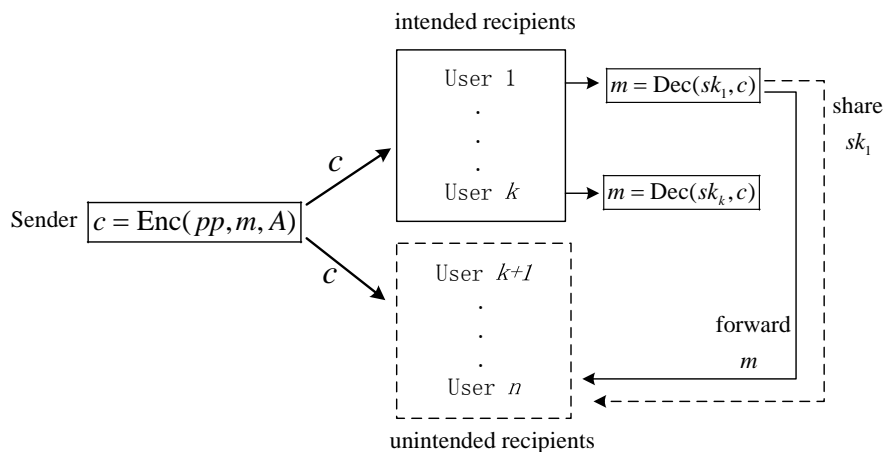 intended recipients
User 1
.
.
.
User k
m = Dec(sk₁, c)
m = Dec(skₖ, c)
share
sk₁
c
Sender
c = Enc(pp, m, A)
c
User k+1
.
.
.
User n
forward
m
unintended recipients